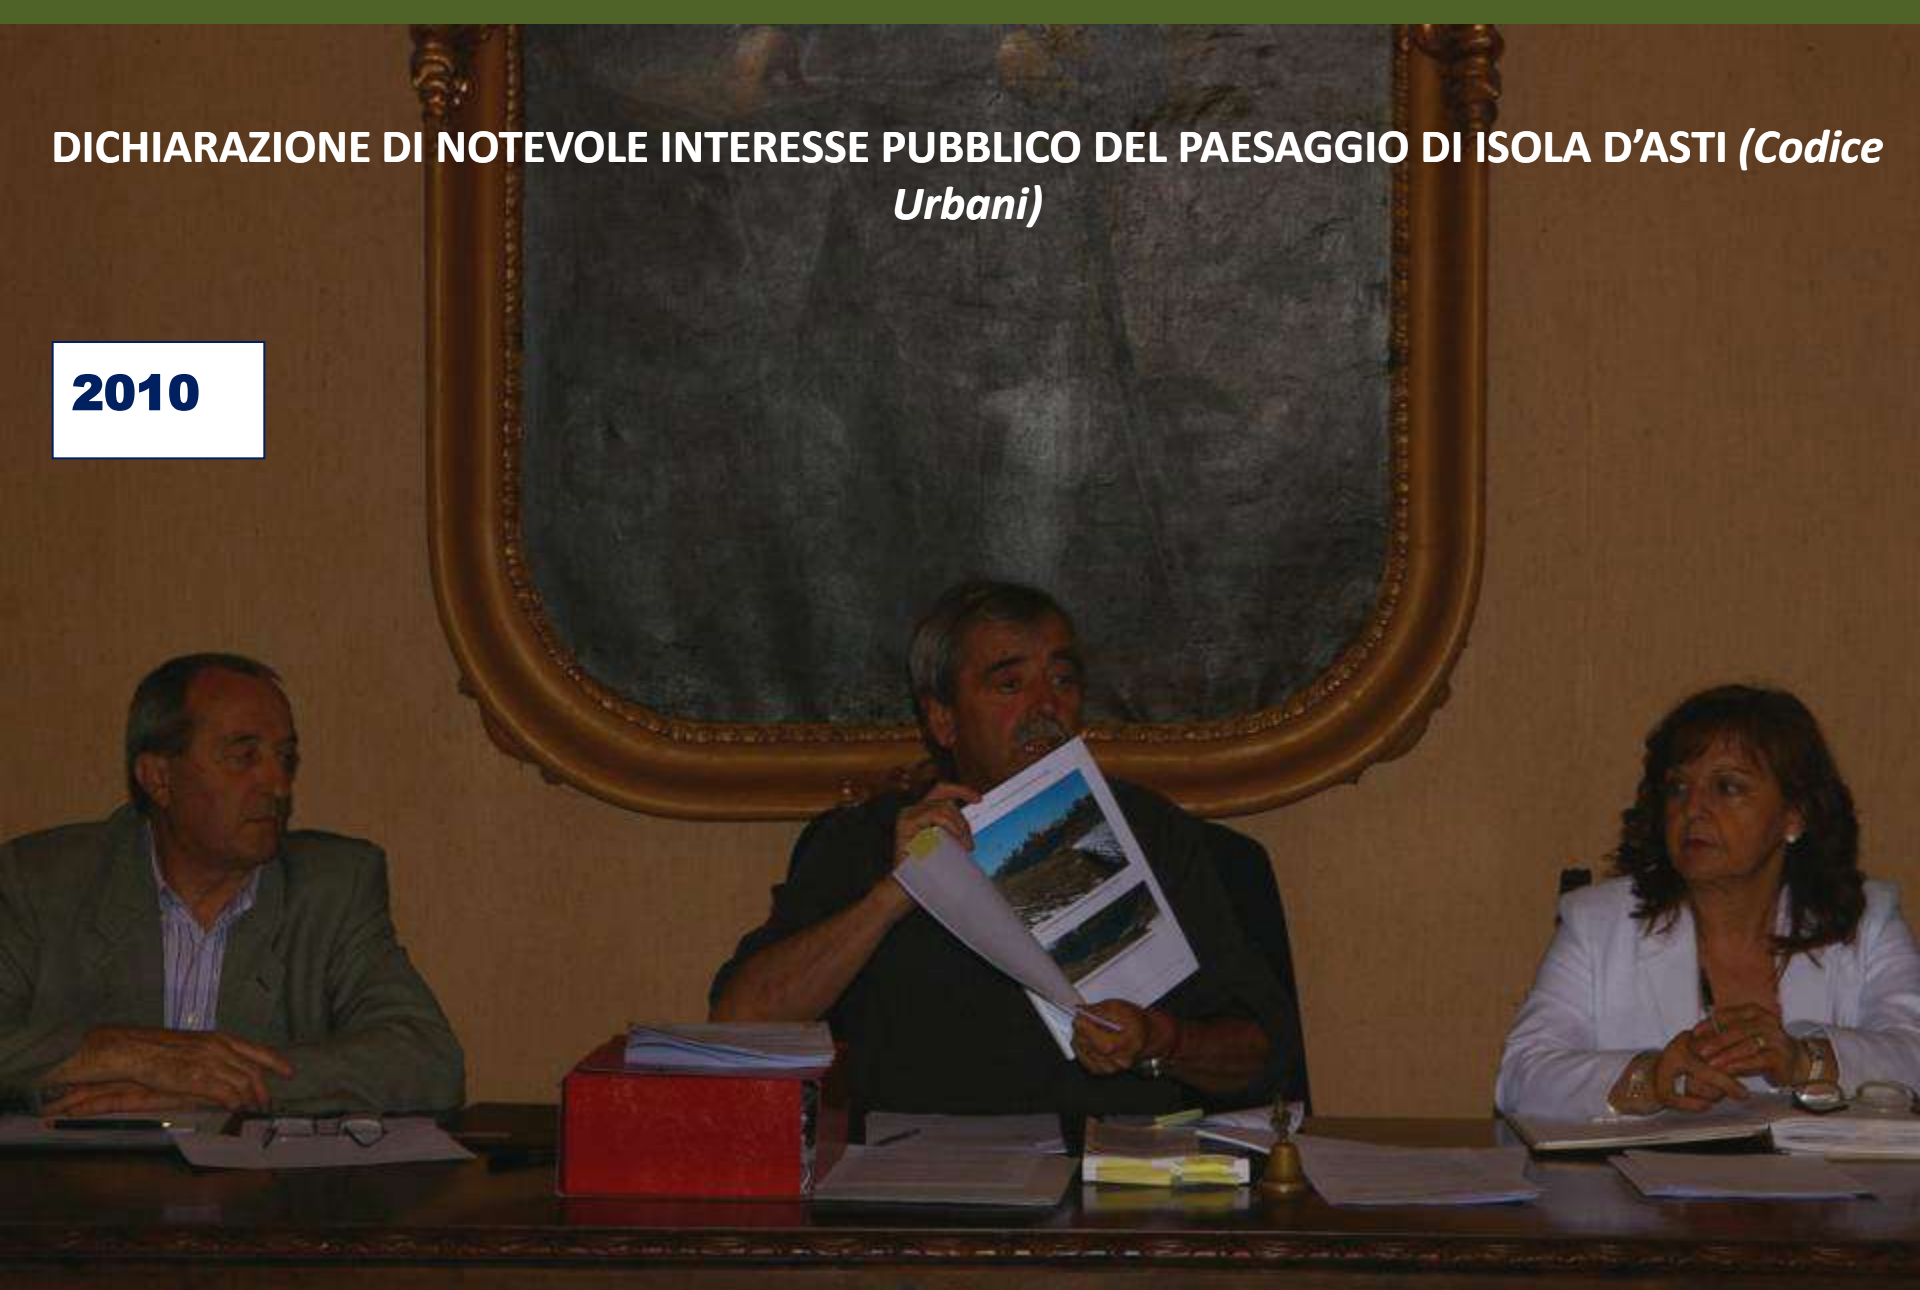 DICHIARAZIONE DI NOTEVOLE INTERESSE PUBBLICO DEL PAESAGGIO DI ISOLA D’ASTI (Codice
Urbani)
2010